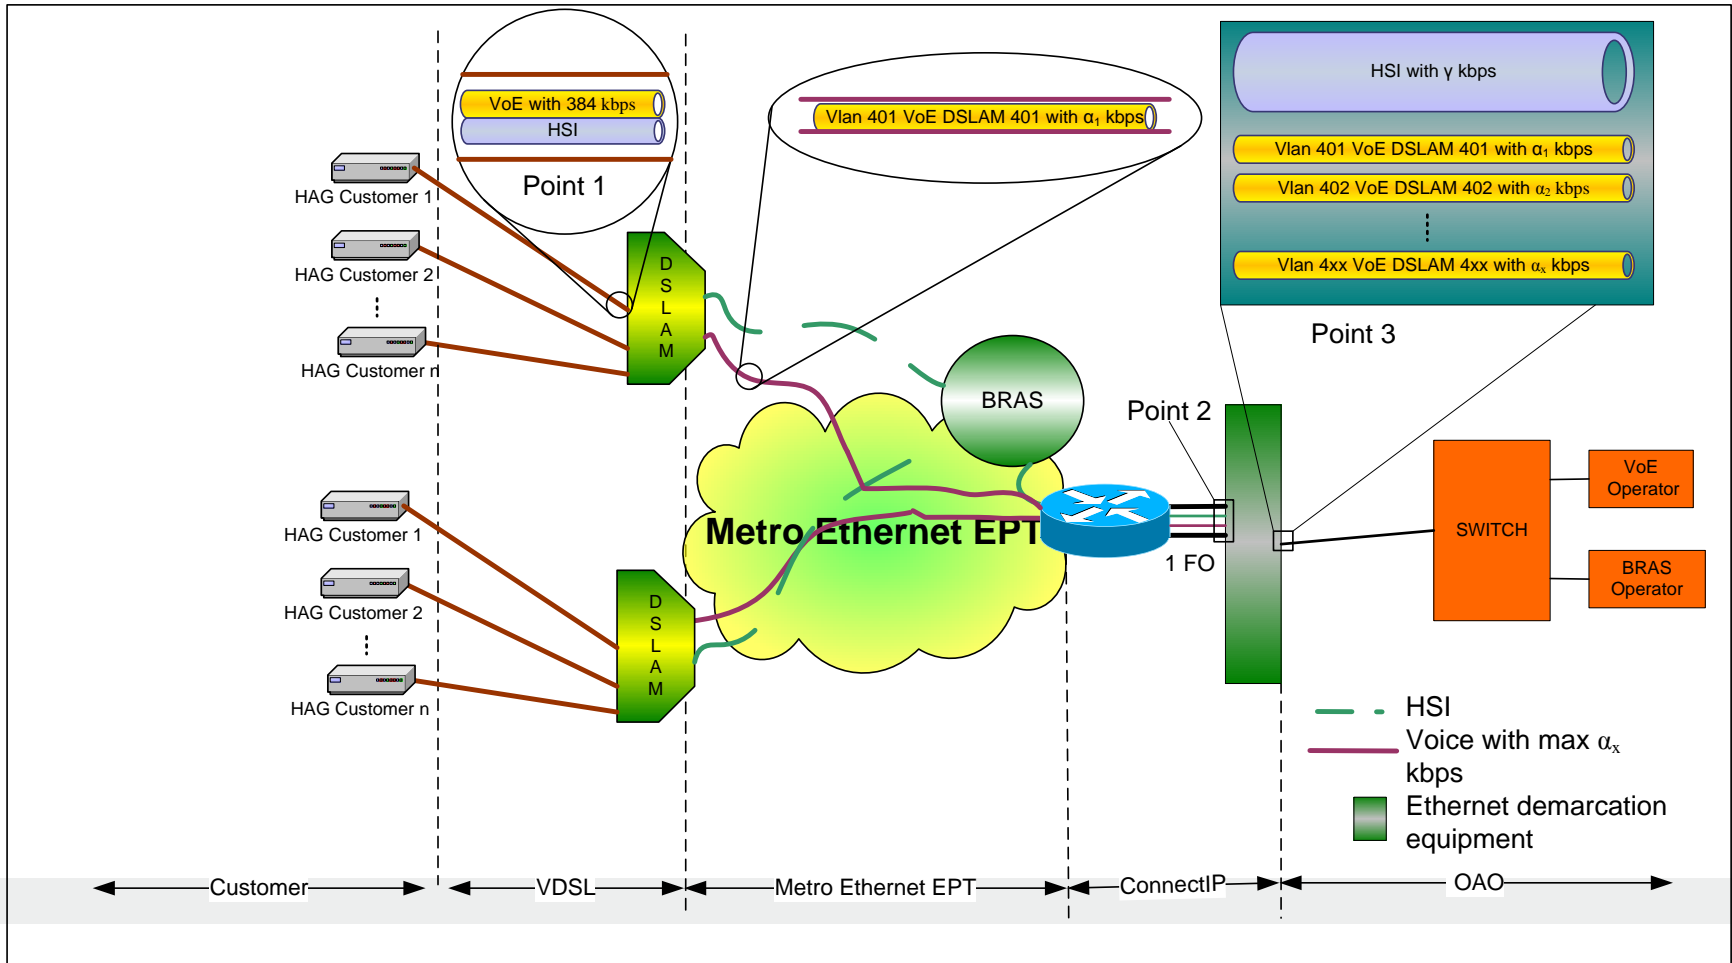 VoE with 384 kbps
HSI
Point 1
Vlan 401 VoE DSLAM 401 with α₁ kbps
HSI with γ kbps
Vlan 401 VoE DSLAM 401 with α₁ kbps
Vlan 402 VoE DSLAM 402 with α₂ kbps
Vlan 4xx VoE DSLAM 4xx with αₓ kbps
Point 3
HAG Customer 1
HAG Customer 2
HAG Customer n
DSLAM
BRAS
Point 2
Metro Ethernet EPT
1 FO
SWITCH
VoE
Operator
BRAS
Operator
HAG Customer 1
HAG Customer 2
HAG Customer n
DSLAM
HSI
Voice with max αₓ
kbps
Ethernet demarcation
equipment
Customer
VDSL
Metro Ethernet EPT
ConnectIP
OAO